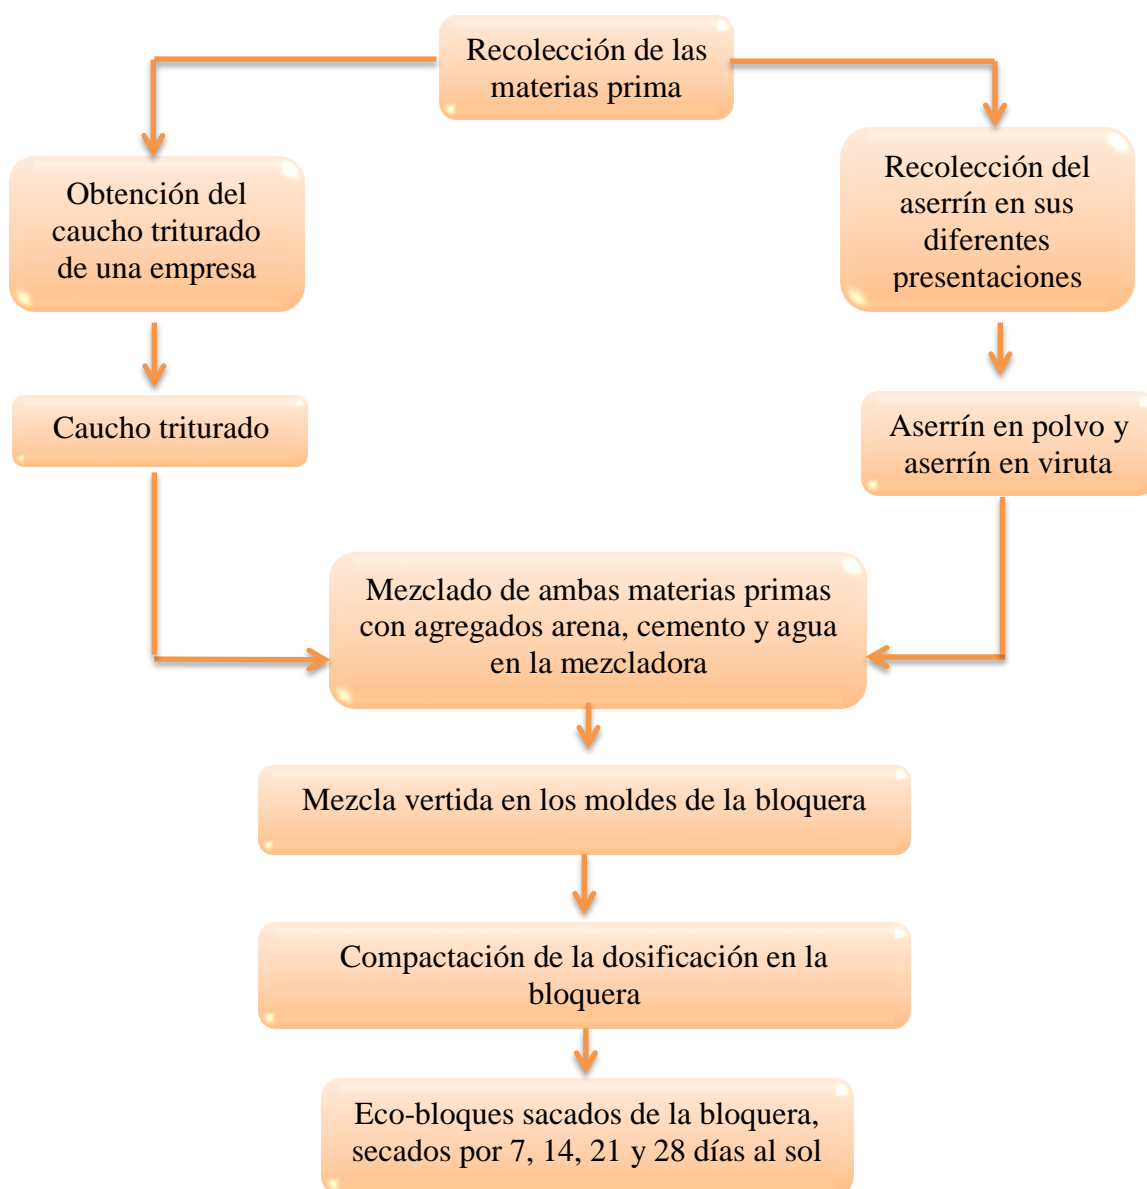 Recolección de las
materias prima
Obtención del
caucho triturado
de una empresa
Recolección del
aserrín en sus
diferentes
presentaciones
Caucho triturado
Aserrín en polvo y
aserrín en viruta
Mezclado de ambas materias primas
con agregados arena, cemento y agua
en la mezcladora
Mezcla vertida en los moldes de la bloquera
Compactación de la dosificación en la
bloquera
Eco-bloques sacados de la bloquera,
secados por 7, 14, 21 y 28 días al sol